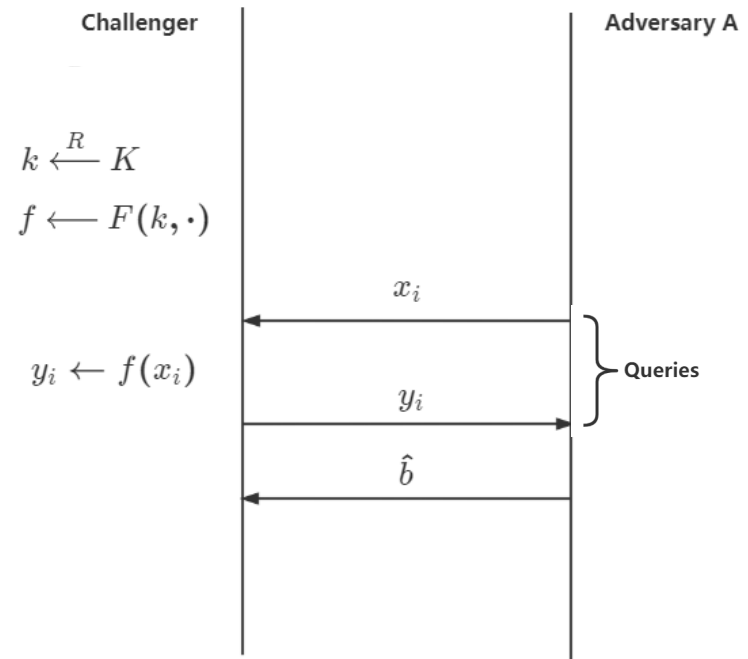 Challenger
Adversary A
k ←R K
f ← F(k, ·)
x_i
y_i ← f(x_i)
Queries
y_i
b̂